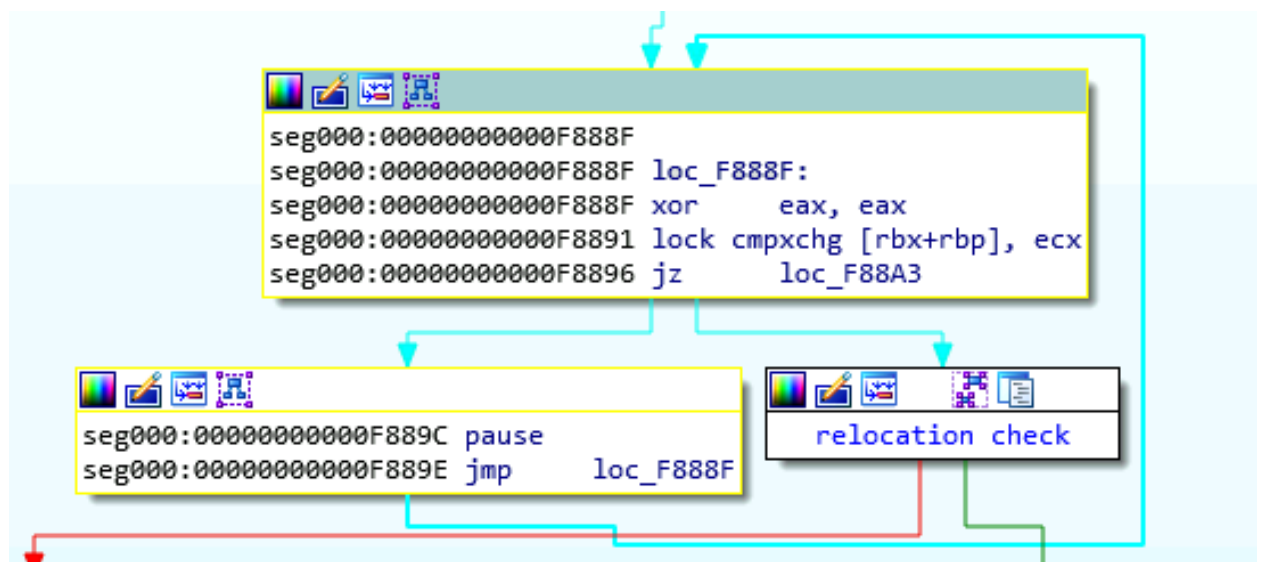 seg000:00000000000F888F
seg000:00000000000F888F loc_F888F:
seg000:00000000000F888F xor eax, eax
seg000:00000000000F8891 lock cmpxchg [rbx+rbp], ecx
seg000:00000000000F8896 jz loc_F88A3
seg000:00000000000F889C pause
seg000:00000000000F889E jmp loc_F888F
relocation check